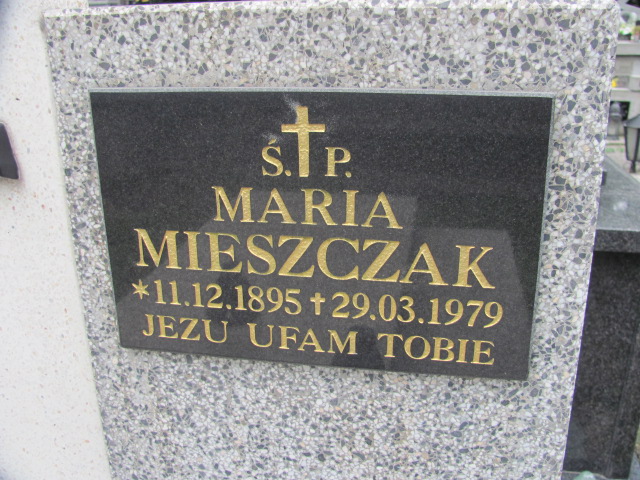 Ś.†P.
MARIA
MIESZCZAK
*11.12.1895 †29.03.1979
JEZU UFAM TOBIE